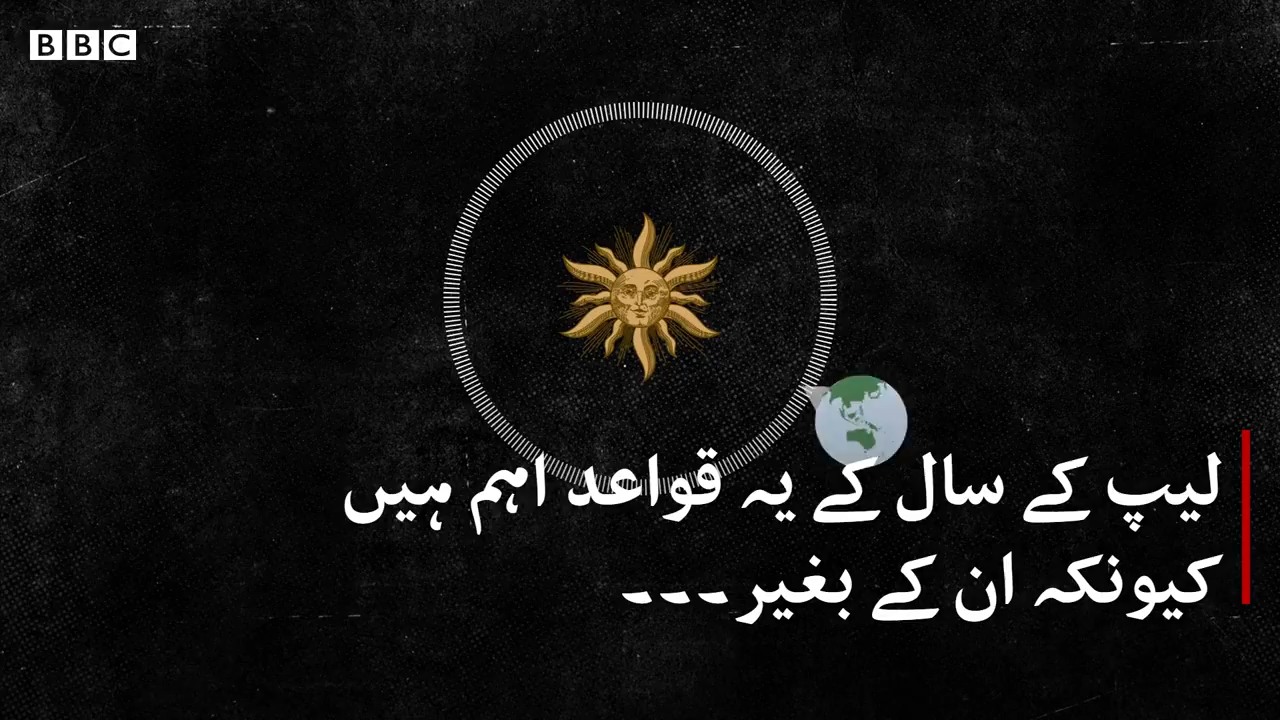 BBC
لیپ کے سال کے یہ قواعد اہم ہیں
کیونکہ ان کے بغیر۔۔۔